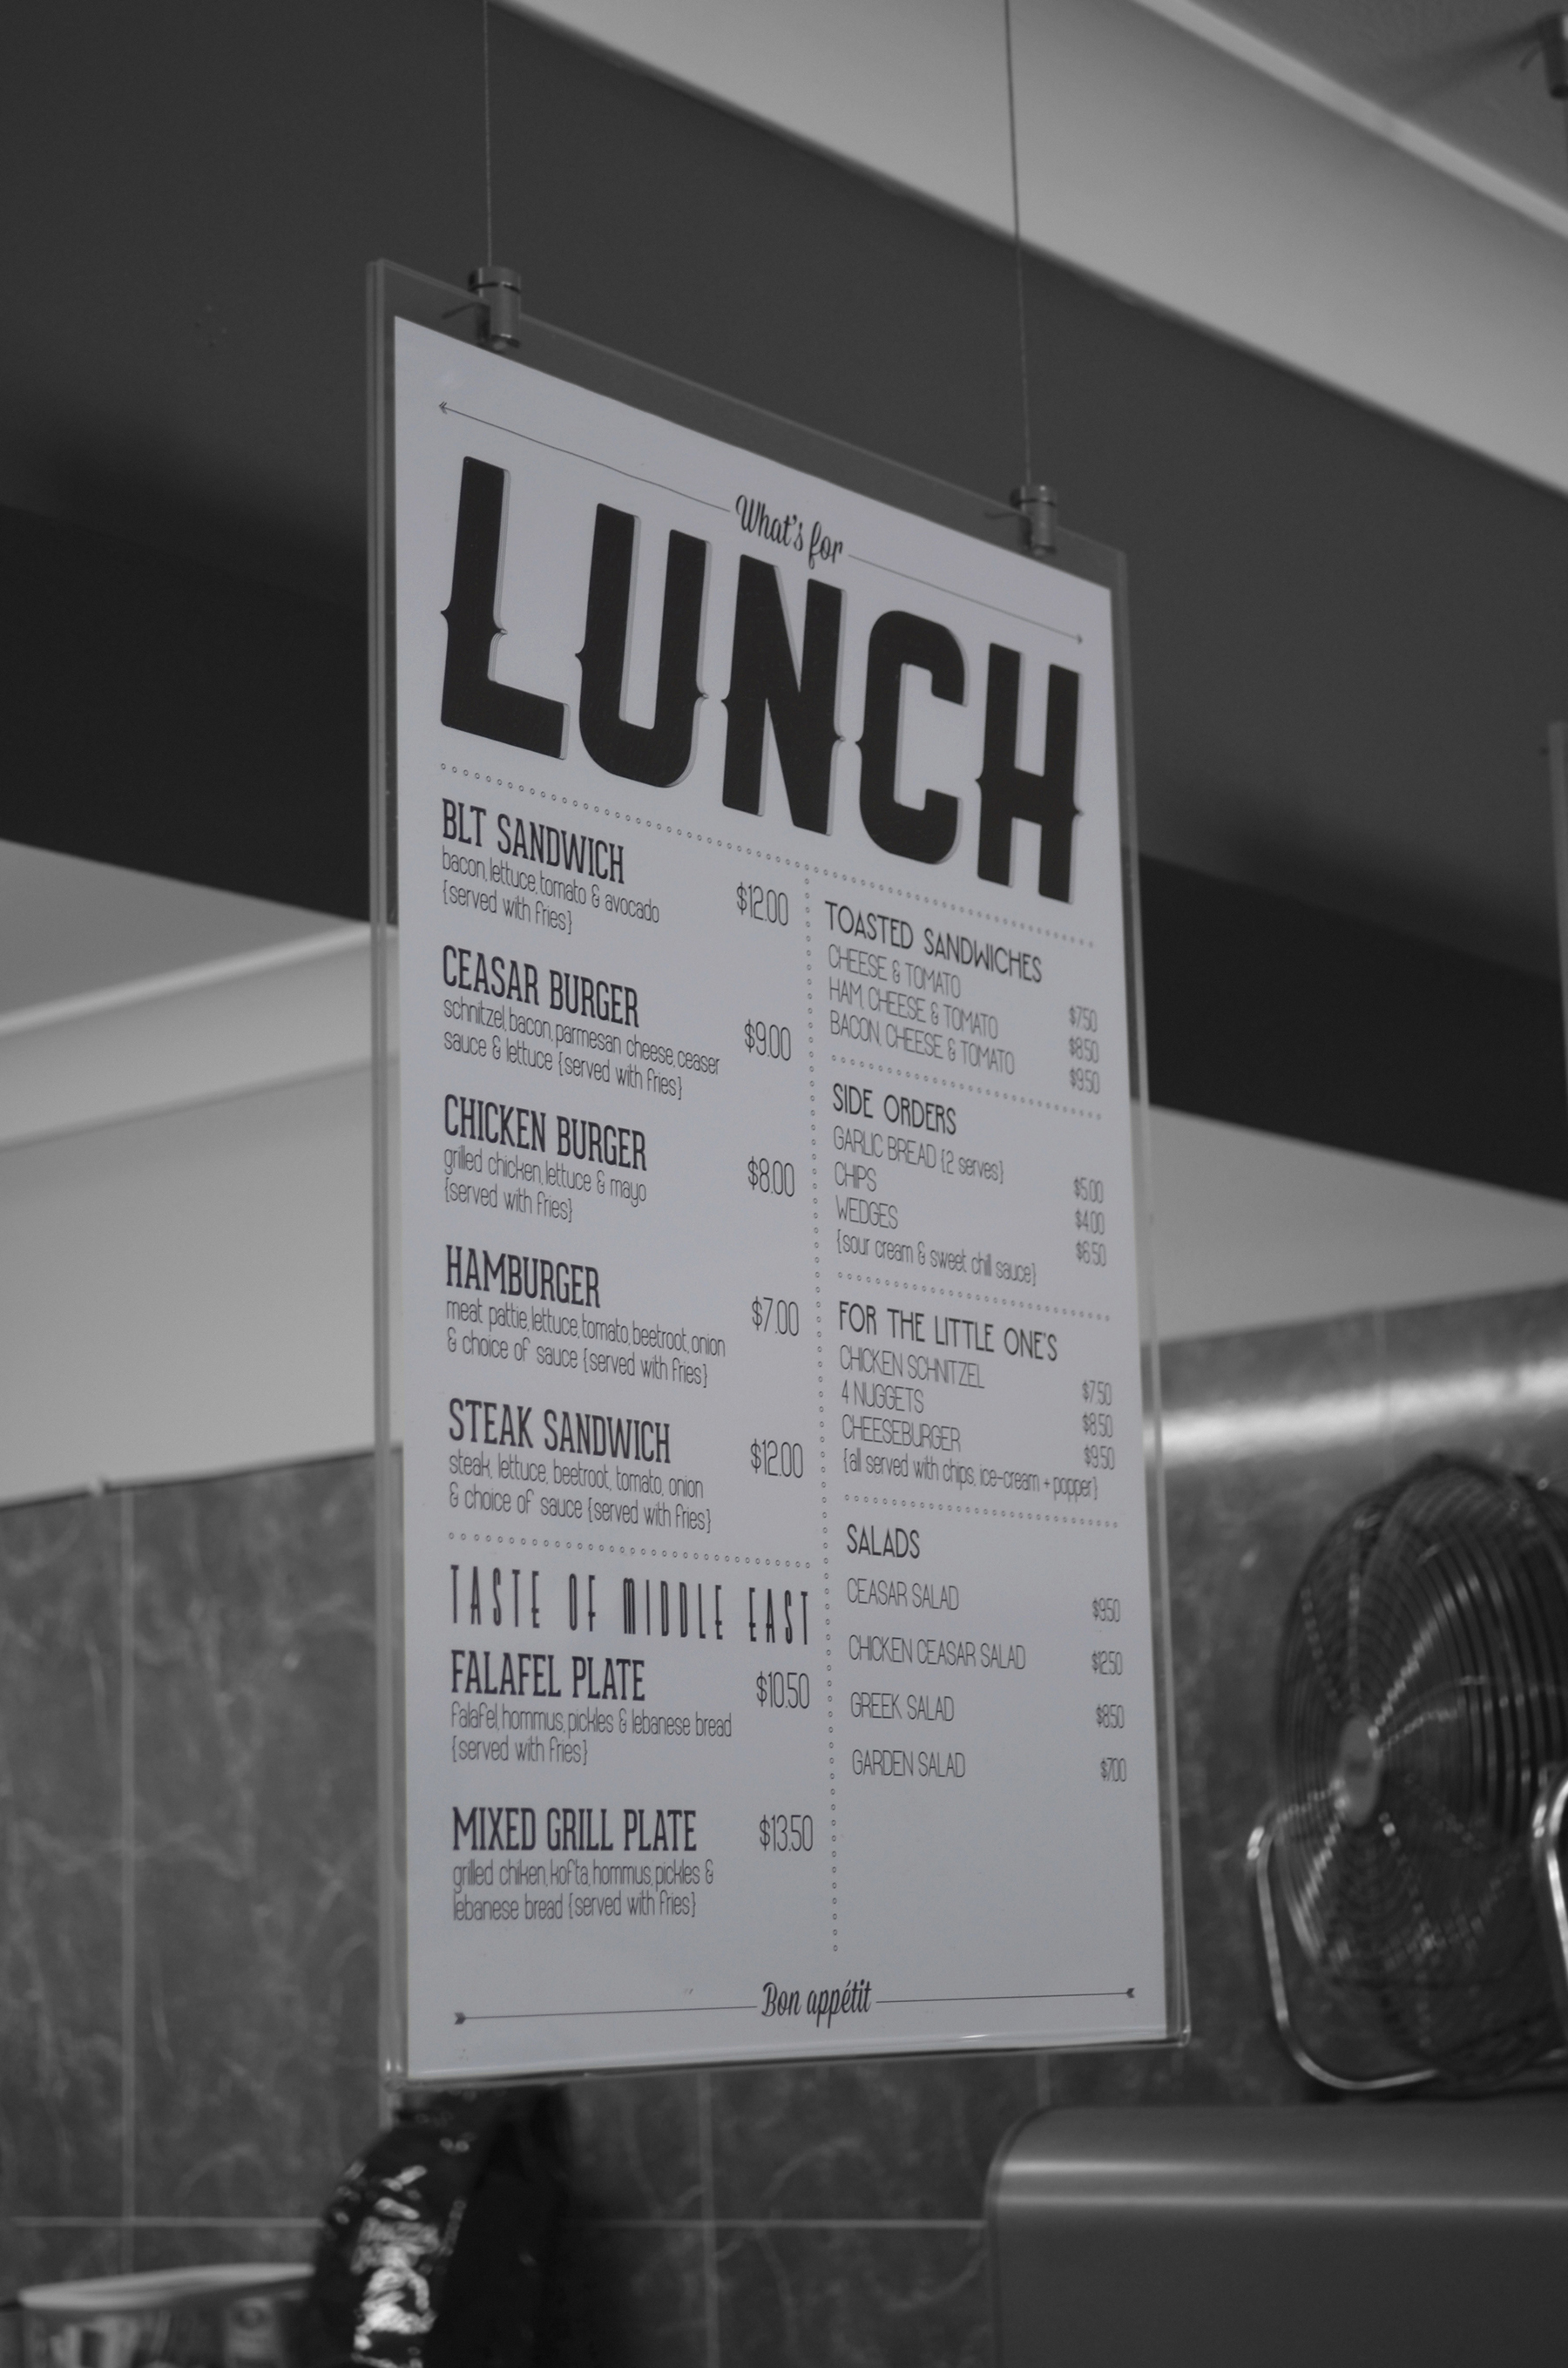 What's for
LUNCH
BLT SANDWICH
bacon, lettuce, tomato & avocado
{served with fries}
$12.00
CEASAR BURGER
schnitzel, bacon, parmesan cheese, ceaser
sauce & lettuce {served with fries}
$9.00
CHICKEN BURGER
grilled chicken, lettuce & mayo
{served with fries}
$8.00
HAMBURGER
meat pattie, lettuce, tomato, beetroot, onion
& choice of sauce {served with fries}
$7.00
STEAK SANDWICH
steak, lettuce, beetroot, tomato, onion
& choice of sauce {served with fries}
$12.00
TASTE OF MIDDLE EAST
FALAFEL PLATE
falafel, hommus, pickles & lebanese bread
{served with fries}
$10.50
MIXED GRILL PLATE
grilled chiken, kofta, hommus, pickles &
lebanese bread {served with fries}
$13.50
TOASTED SANDWICHES
CHEESE & TOMATO $7.50
HAM, CHEESE & TOMATO $8.50
BACON, CHEESE & TOMATO $9.50
SIDE ORDERS
GARLIC BREAD {2 serves} $5.00
CHIPS $4.00
WEDGES $6.50
{sour cream & sweet chili sauce}
FOR THE LITTLE ONE'S
CHICKEN SCHNITZEL $7.50
4 NUGGETS $8.50
CHEESEBURGER $9.50
{all served with chips, ice-cream + popper}
SALADS
CEASAR SALAD $9.50
CHICKEN CEASAR SALAD $12.50
GREEK SALAD $8.50
GARDEN SALAD $7.00
Bon appétit